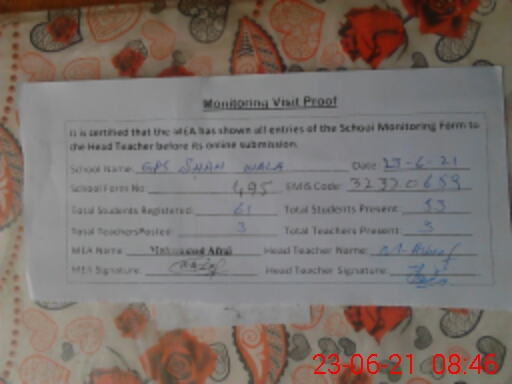 Monitoring Visit Proof
It is certified that the MEA has shown all entries of the School Monitoring Form to
the Head Teacher before its online submission.
School Name: GPS SHAH WALA Date: 23-6-21
School Form No 495 EMIS Code: 32320659
Total Students Registered: 61 Total Students Present: 53
Total Teachers Posted: 3 Total Teachers Present: 3
MEA Name: Muhammad Afzal Head Teacher Name: M. Ashraf
MEA Signature: Head Teacher Signature:
23-06-21 08:46